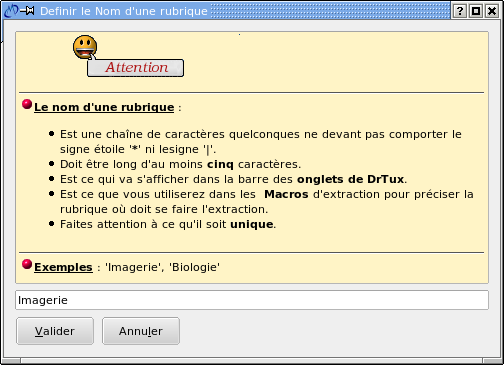 Definir le Nom d'une rubrique
Attention
Le nom d'une rubrique :
Est une chaîne de caractères quelconques ne devant pas comporter le
signe étoile '*' ni lesigne '|'.
Doit être long d'au moins cinq caractères.
Est ce qui va s'afficher dans la barre des onglets de DrTux.
Est ce que vous utiliserez dans les Macros d'extraction pour préciser la
rubrique où doit se faire l'extraction.
Faites attention à ce qu'il soit unique.
Exemples : 'Imagerie', 'Biologie'
Imagerie
Valider
Annuler